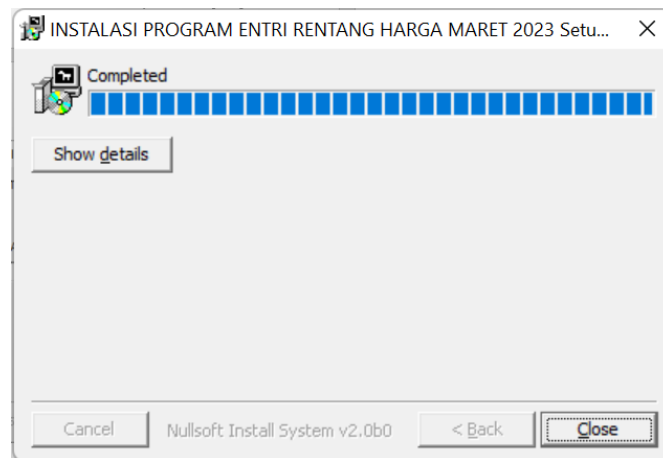 INSTALASI PROGRAM ENTRI RENTANG HARGA MARET 2023 Setu...
Completed
Show details
Cancel
Nullsoft Install System v2.0b0
< Back
Close